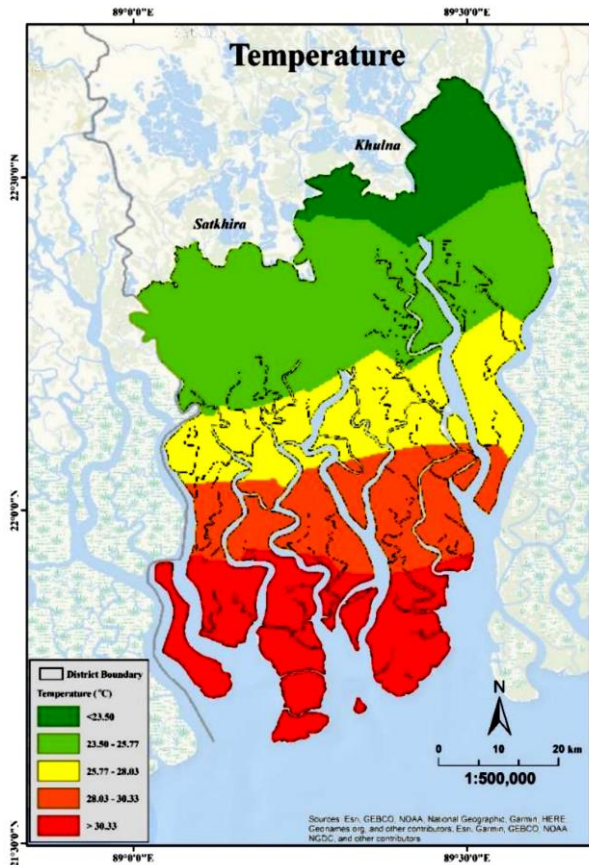 89°0'0"E 89°30'0"E
Temperature
Khulna
Satkhira
22°30'0"N
22°0'0"N
21°30'0"N
District Boundary
Temperature (°C)
<23.50
23.50 - 25.77
25.77 - 28.03
28.03 - 30.33
> 30.33
N
0 10 20 km
1:500,000
Sources: Esri, GEBCO, NOAA, National Geographic, Garmin, HERE,
Geonames.org, and other contributors, Esri, Garmin, GEBCO, NOAA
NGDC, and other contributors
89°0'0"E 89°30'0"E